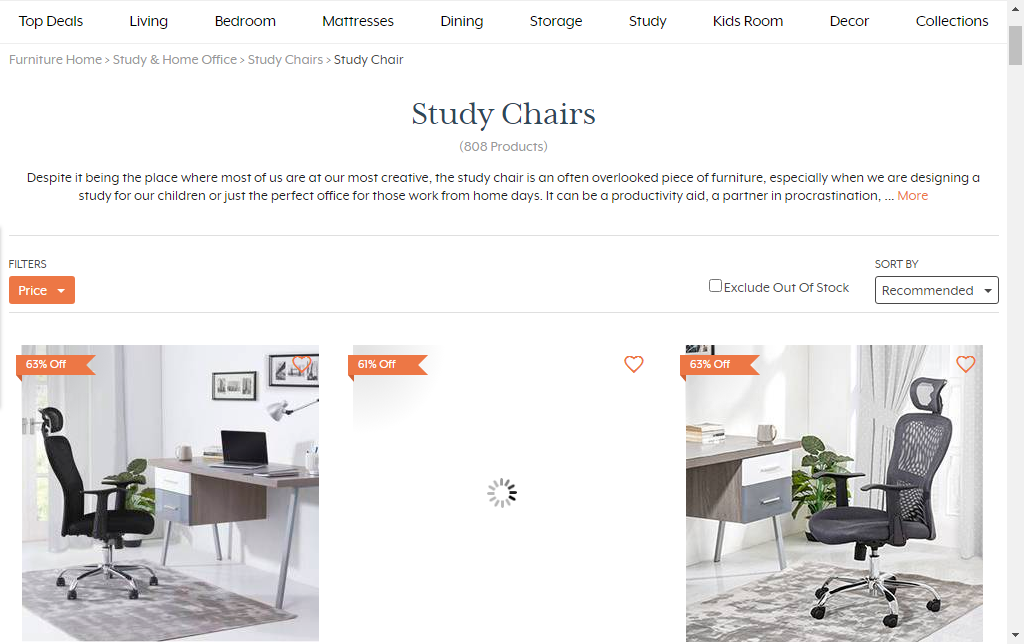 Top Deals Living Bedroom Mattresses Dining Storage Study Kids Room Decor Collections
Furniture Home > Study & Home Office > Study Chairs > Study Chair
Study Chairs
(808 Products)
Despite it being the place where most of us are at our most creative, the study chair is an often overlooked piece of furniture, especially when we are designing a
study for our children or just the perfect office for those work from home days. It can be a productivity aid, a partner in procrastination, ... More
FILTERS
Price
Exclude Out Of Stock
SORT BY
Recommended
63% Off
61% Off
63% Off